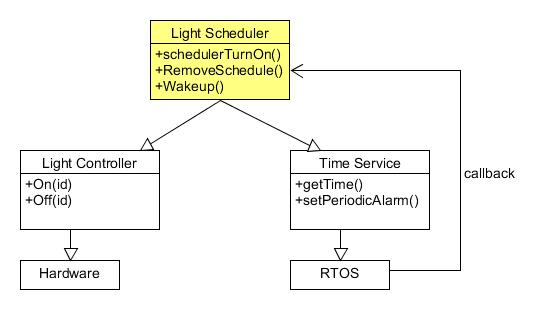 Light Scheduler
+schedulerTurnOn()
+RemoveSchedule()
+Wakeup()
Light Controller
+On(id)
+Off(id)
Time Service
+getTime()
+setPeriodicAlarm()
callback
Hardware
RTOS